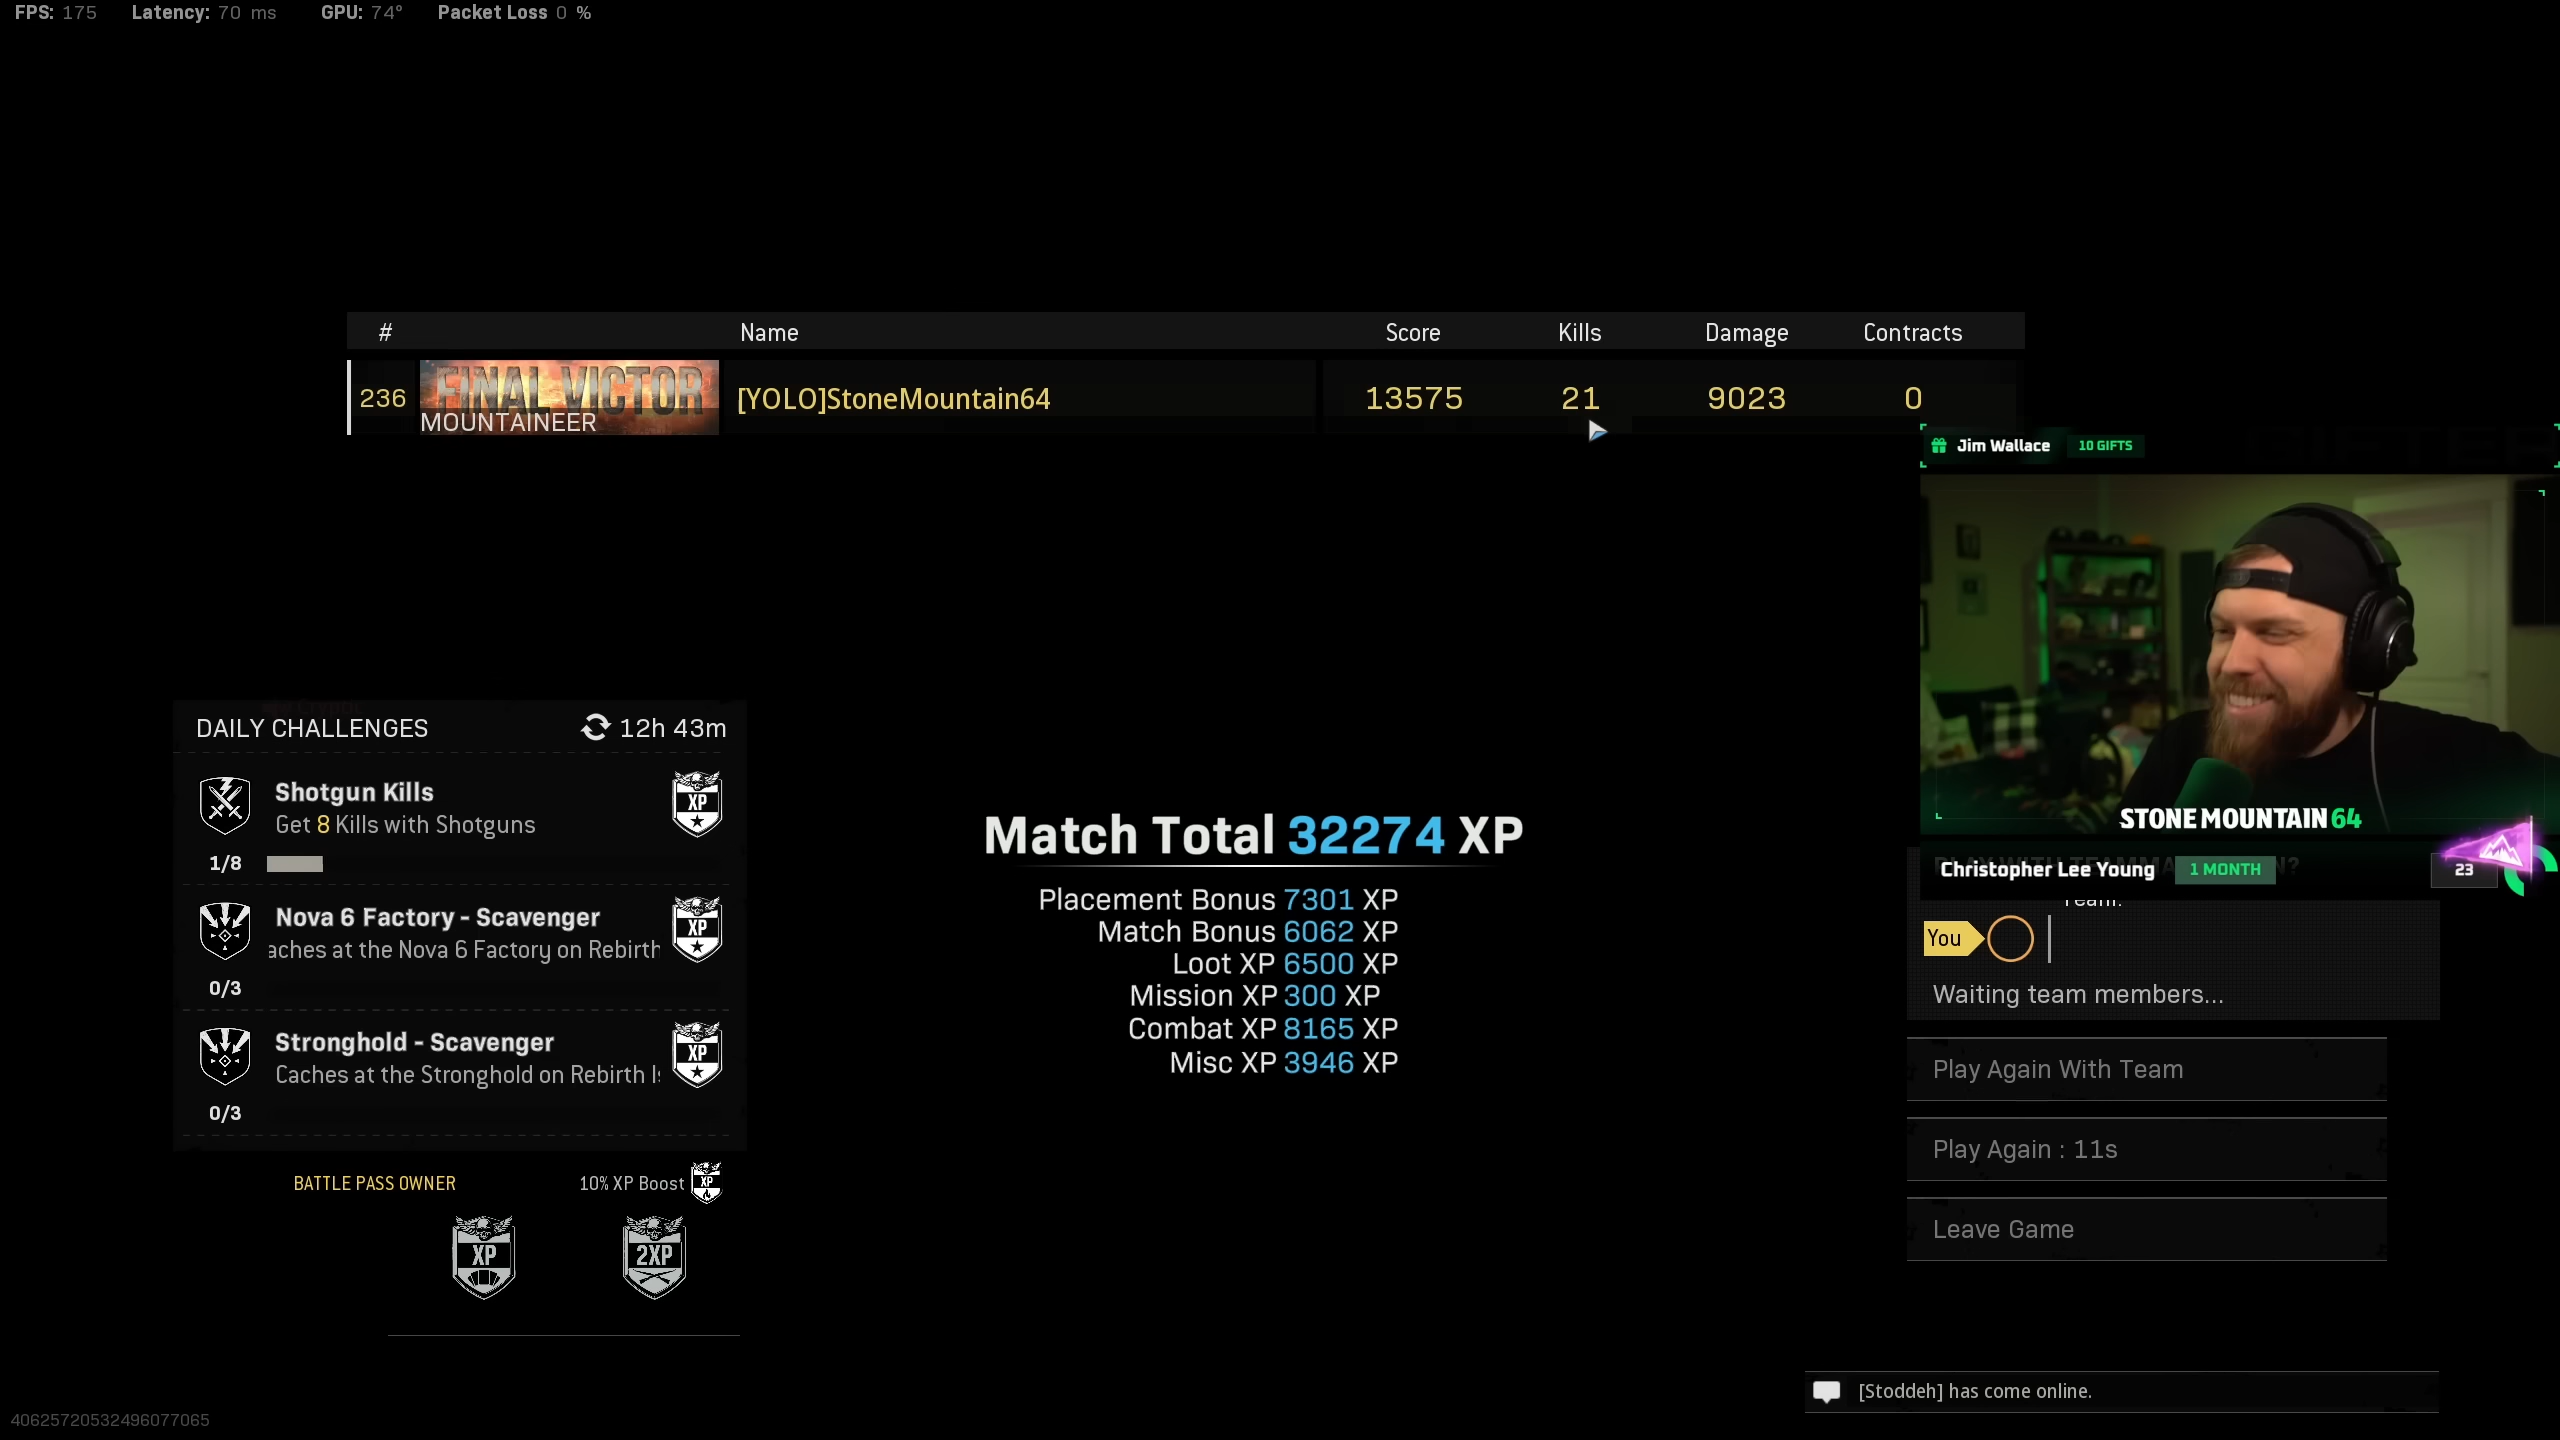 FPS: 175 Latency: 70 ms GPU: 74° Packet Loss 0 %
# Name Score Kills Damage Contracts
236 FINAL VICTOR [YOLO]StoneMountain64 13575 21 9023 0
MOUNTAINEER
Jim Wallace 10 GIFTS
STONE MOUNTAIN 64
Christopher Lee Young 1 MONTH 23
Team.
You
Waiting team members...
Play Again With Team
Play Again : 11s
Leave Game
DAILY CHALLENGES 12h 43m
Shotgun Kills
Get 8 Kills with Shotguns
XP
1/8
Nova 6 Factory - Scavenger
aches at the Nova 6 Factory on Rebirth
XP
0/3
Stronghold - Scavenger
Caches at the Stronghold on Rebirth Is
XP
0/3
BATTLE PASS OWNER 10% XP Boost XP
XP 2XP
Match Total 32274 XP
Placement Bonus 7301 XP
Match Bonus 6062 XP
Loot XP 6500 XP
Mission XP 300 XP
Combat XP 8165 XP
Misc XP 3946 XP
[Stoddeh] has come online.
40625720532496077065